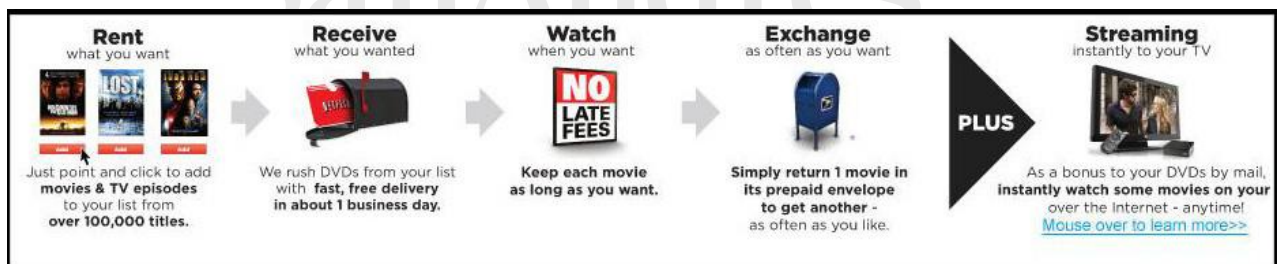 Rent
what you want
LOST
Add
Add
Add
Just point and click to add
movies & TV episodes
to your list from
over 100,000 titles.
Receive
what you wanted
NETFLIX
We rush DVDs from your list
with fast, free delivery
in about 1 business day.
Watch
when you want
NO
LATE
FEES
Keep each movie
as long as you want.
Exchange
as often as you want
Simply return 1 movie in
its prepaid envelope
to get another -
as often as you like.
PLUS
Streaming
instantly to your TV
As a bonus to your DVDs by mail,
instantly watch some movies on your
over the Internet - anytime!
Mouse over to learn more>>